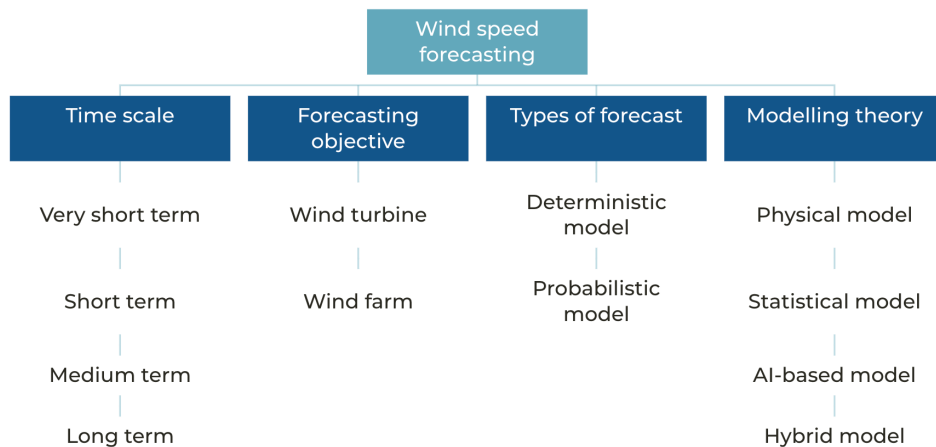 Wind speed
forecasting
Time scale
Forecasting
objective
Types of forecast
Modelling theory
Very short term
Wind turbine
Deterministic
model
Physical model
Short term
Wind farm
Probabilistic
model
Statistical model
Medium term
AI-based model
Long term
Hybrid model